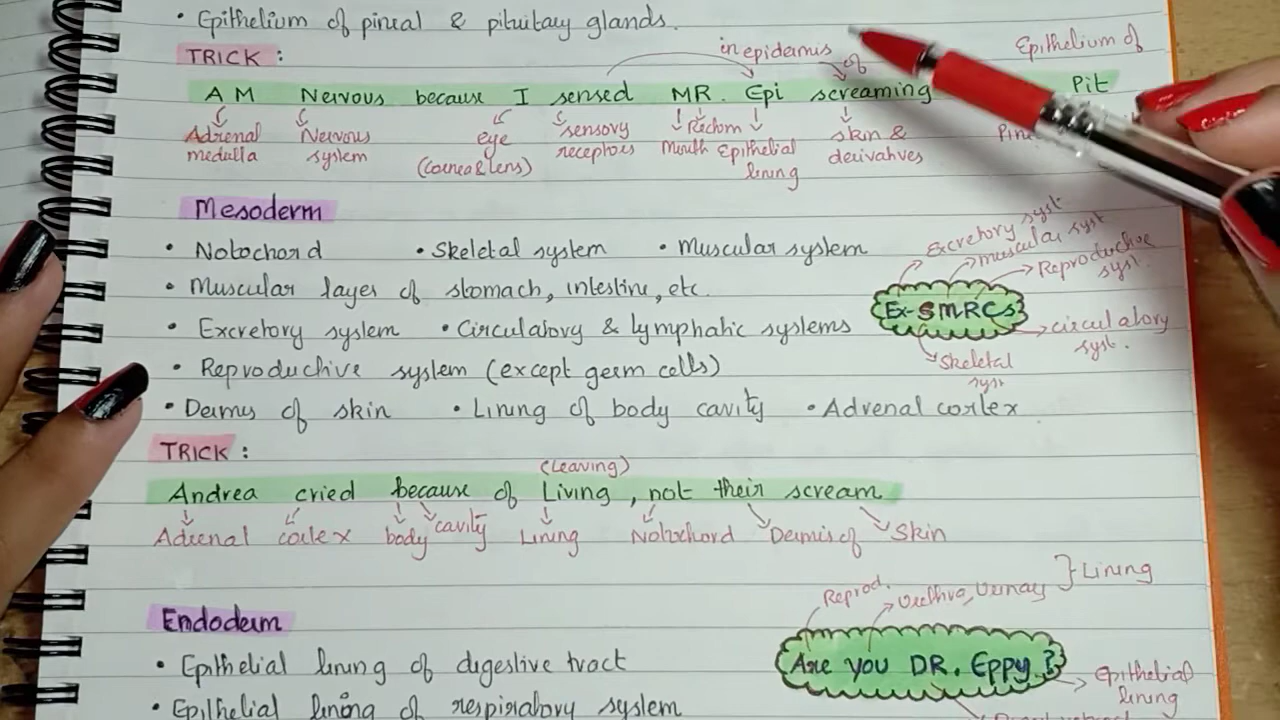 • Epithelium of pineal & pituitary glands.
TRICK :
in epidermis of
Epithelium of
AM Nervous because I sensed MR. Epi screaming Pit
Adrenal medulla
Nervous system
eye (cornea & lens)
sensory receptors
Mouth
Rectum
Epithelial lining
skin & derivatives
Mesoderm
• Notochord • Skeletal system • Muscular system
• Muscular layer of stomach, intestine, etc.
• Excretory system • Circulatory & lymphatic systems
• Reproductive system (except germ cells)
• Dermis of skin • Lining of body cavity • Adrenal cortex
Excretory syst
muscular syst
Reproductive syst.
Ex-SMRCs
circulatory syst.
Skeletal syst
TRICK :
(Leaving)
Andrea cried because of Living, not their scream
Adrenal cortex body cavity Lining Notochord Dermis of Skin
Endoderm
• Epithelial lining of digestive tract
• Epithelial lining of respiratory system
Reprod.
Urethra,
} Lining
Are you DR. Eppy?
Epithelial lining